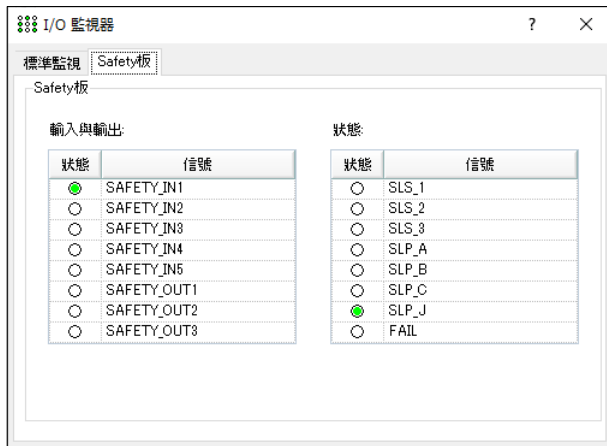 I/O 監視器
?
標準監視 Safety板
Safety板
輸入與輸出:
狀態 信號
SAFETY_IN1
SAFETY_IN2
SAFETY_IN3
SAFETY_IN4
SAFETY_IN5
SAFETY_OUT1
SAFETY_OUT2
SAFETY_OUT3
狀態:
狀態 信號
SLS_1
SLS_2
SLS_3
SLP_A
SLP_B
SLP_C
SLP_J
FAIL